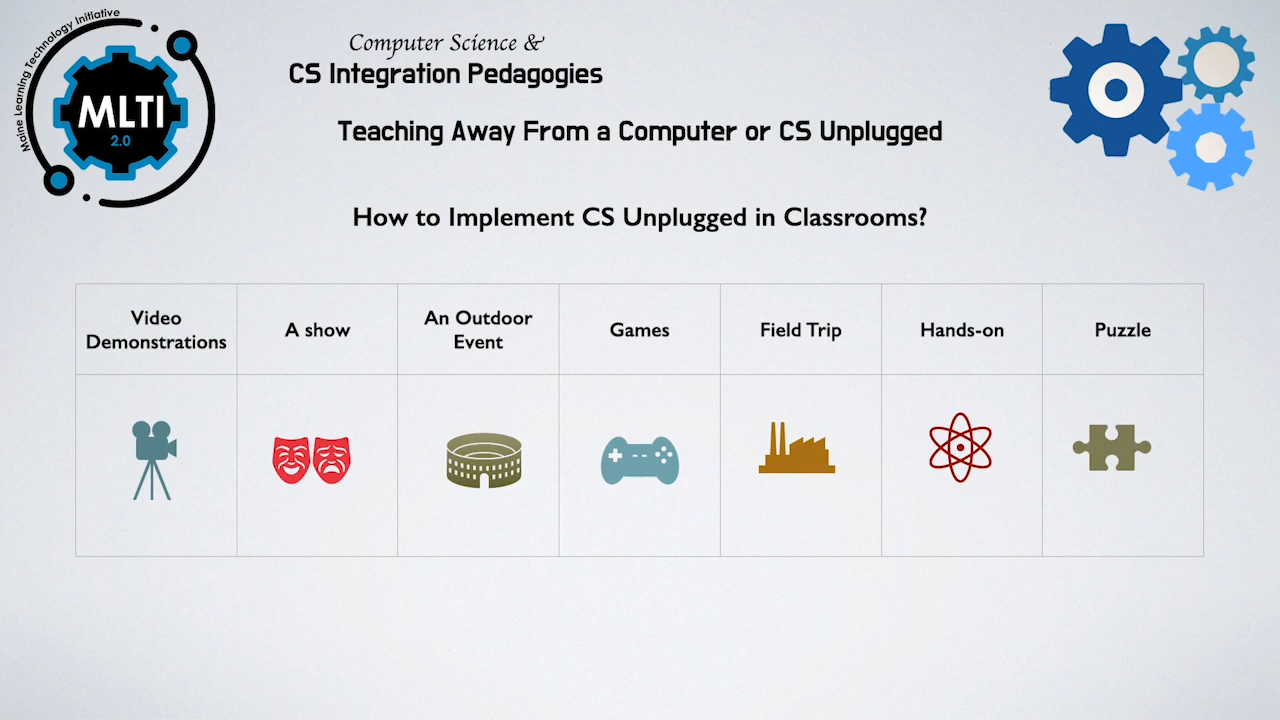 Maine Learning Technology Initiative
MLTI
2.0
Computer Science &
CS Integration Pedagogies
Teaching Away From a Computer or CS Unplugged
How to Implement CS Unplugged in Classrooms?
Video
Demonstrations
A show
An Outdoor
Event
Games
Field Trip
Hands-on
Puzzle